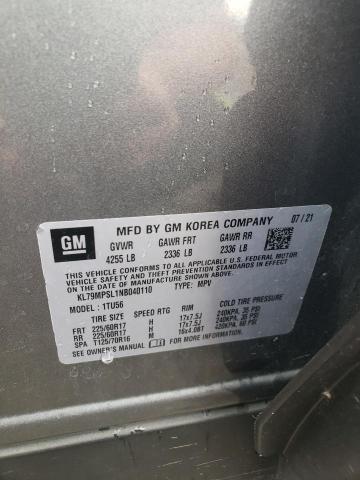 GM
MFD BY GM KOREA COMPANY 07/21
GVWR GAWR FRT GAWR RR
4255 LB 2336 LB 2336 LB
THIS VEHICLE CONFORMS TO ALL APPLICABLE U.S. FEDERAL MOTOR
VEHICLE SAFETY AND THEFT PREVENTION STANDARDS IN EFFECT
ON THE DATE OF MANUFACTURE SHOWN ABOVE.
KL79MPSL1NB040110 TYPE: MPV
MODEL: 1TU56
TIRE SIZE SPEED RTG RIM COLD TIRE PRESSURE
FRT 225/60R17 H 17x7.5J 240KPA, 35 PSI
RR 225/60R17 H 17x7.5J 240KPA, 35 PSI
SPA T125/70R16 M 16x4.0BT 420KPA, 60 PSI
SEE OWNER'S MANUAL FOR MORE INFORMATION.